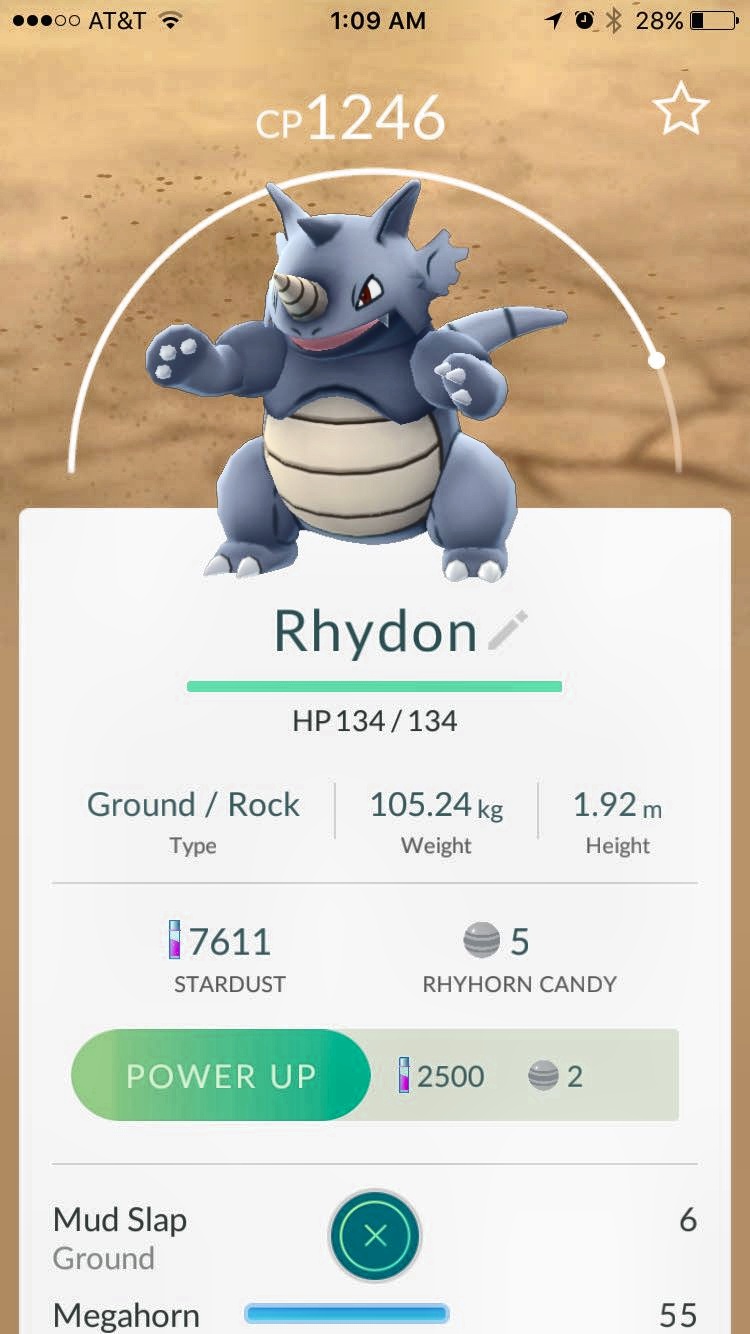 AT&T 1:09 AM 28%
CP1246
Rhydon
HP 134 / 134
Ground / Rock 105.24 kg 1.92 m
Type Weight Height
7611 5
STARDUST RHYHORN CANDY
POWER UP 2500 2
Mud Slap 6
Ground
Megahorn 55